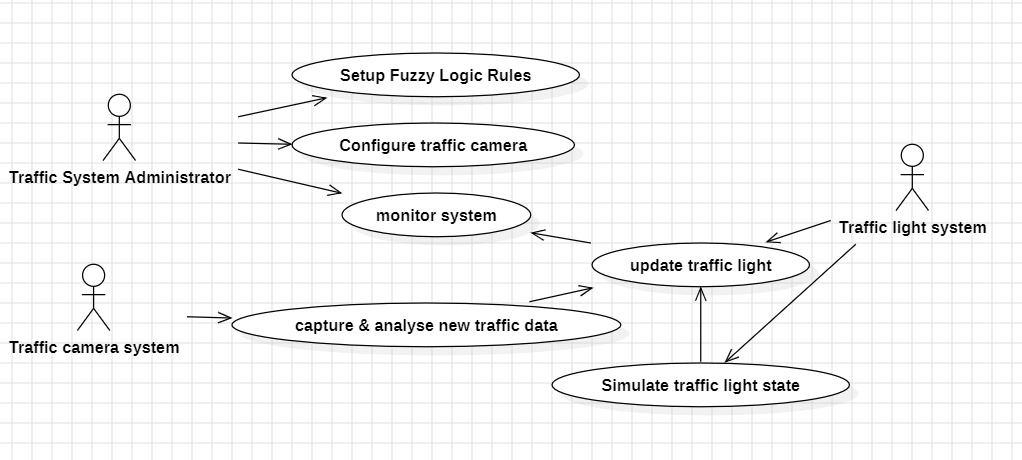 Setup Fuzzy Logic Rules
Configure traffic camera
Traffic System Administrator
monitor system
Traffic light system
update traffic light
capture & analyse new traffic data
Traffic camera system
Simulate traffic light state